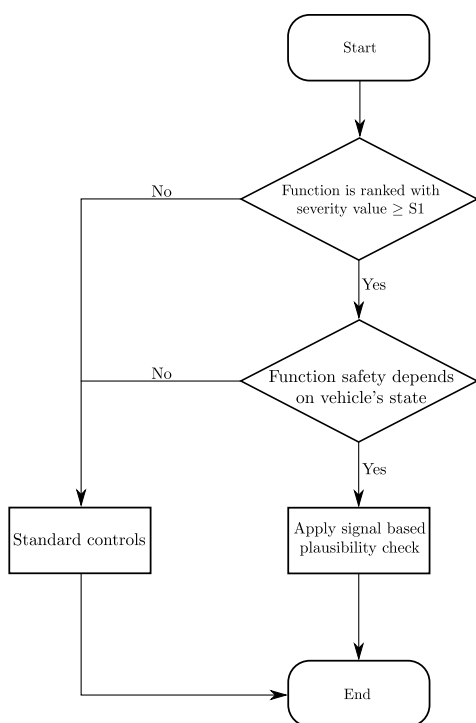 Start
Function is ranked with
severity value ≥ S1
No
Yes
Function safety depends
on vehicle's state
No
Yes
Standard controls
Apply signal based
plausibility check
End